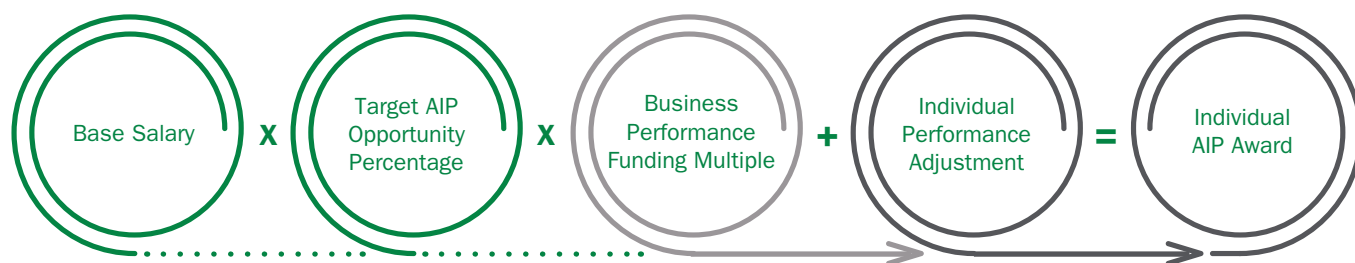 Base Salary
X
Target AIP
Opportunity
Percentage
X
Business
Performance
Funding Multiple
+
Individual
Performance
Adjustment
=
Individual
AIP Award